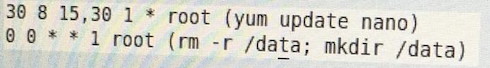 30 8 15,30 1 * root (yum update nano)
0 0 * * 1 root (rm -r /data; mkdir /data)